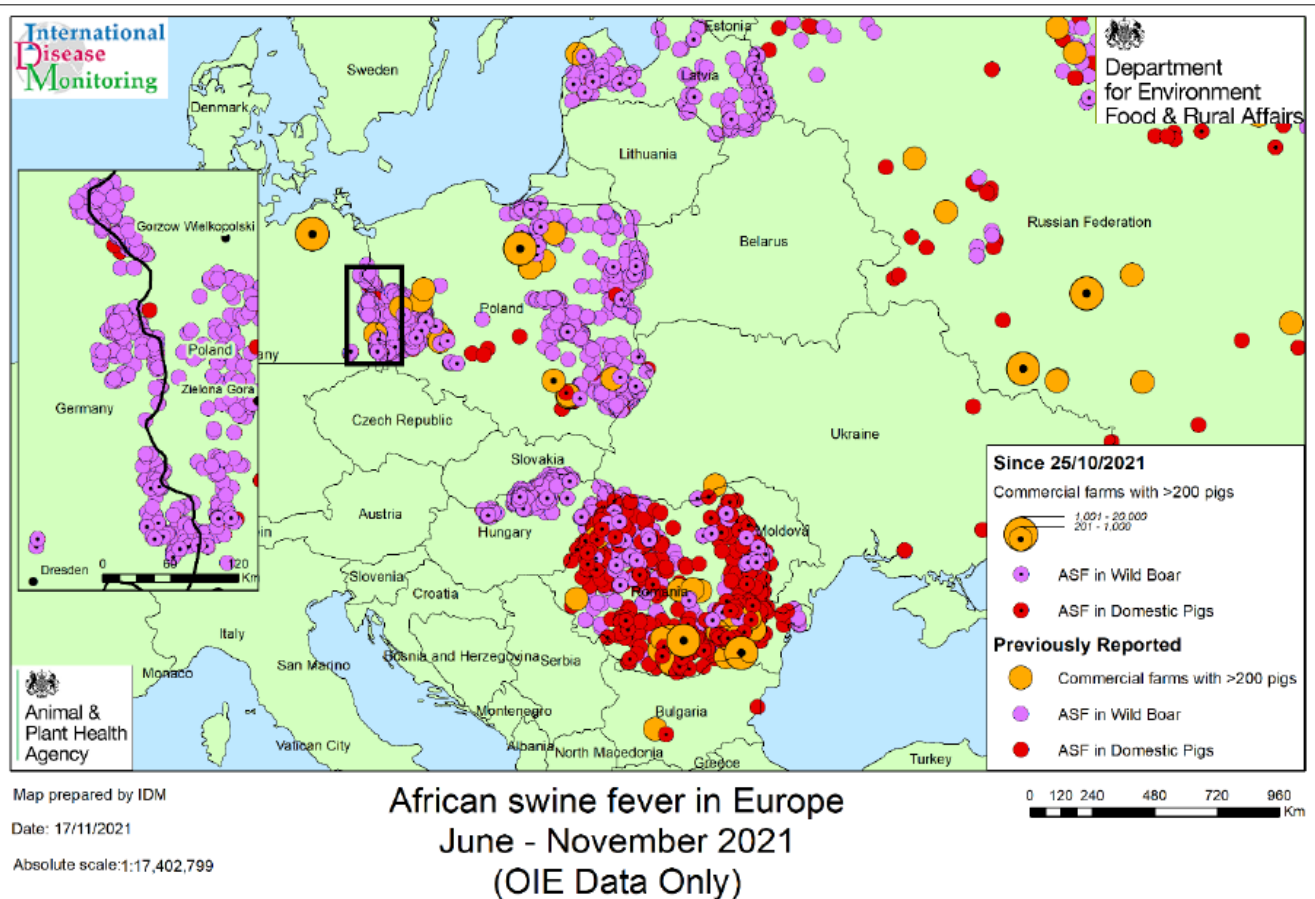 International
Disease
Monitoring
Department
for Environment
Food & Rural Affairs
Estonia
Sweden
Latvia
Denmark
Lithuania
Gorzow Wielkopolski
Russian Federation
Belarus
Poland
Poland
any
Zielona Gora
Germany
Czech Republic
Ukraine
Slovakia
Austria
Hungary
Moldova
ein
Dresden
0 60 120
Km
Slovenia
Croatia
Romania
Italy
Bosnia and Herzegovina
San Marino
Serbia
Monaco
Montenegro
Bulgaria
Vatican City
Albania
North Macedonia
Greece
Turkey
Since 25/10/2021
Commercial farms with >200 pigs
1,001 - 20,000
201 - 1,000
ASF in Wild Boar
ASF in Domestic Pigs
Previously Reported
Commercial farms with >200 pigs
ASF in Wild Boar
ASF in Domestic Pigs
Animal &
Plant Health
Agency
Map prepared by IDM
Date: 17/11/2021
Absolute scale:1:17,402,799
African swine fever in Europe
June - November 2021
(OIE Data Only)
0 120 240 480 720 960
Km